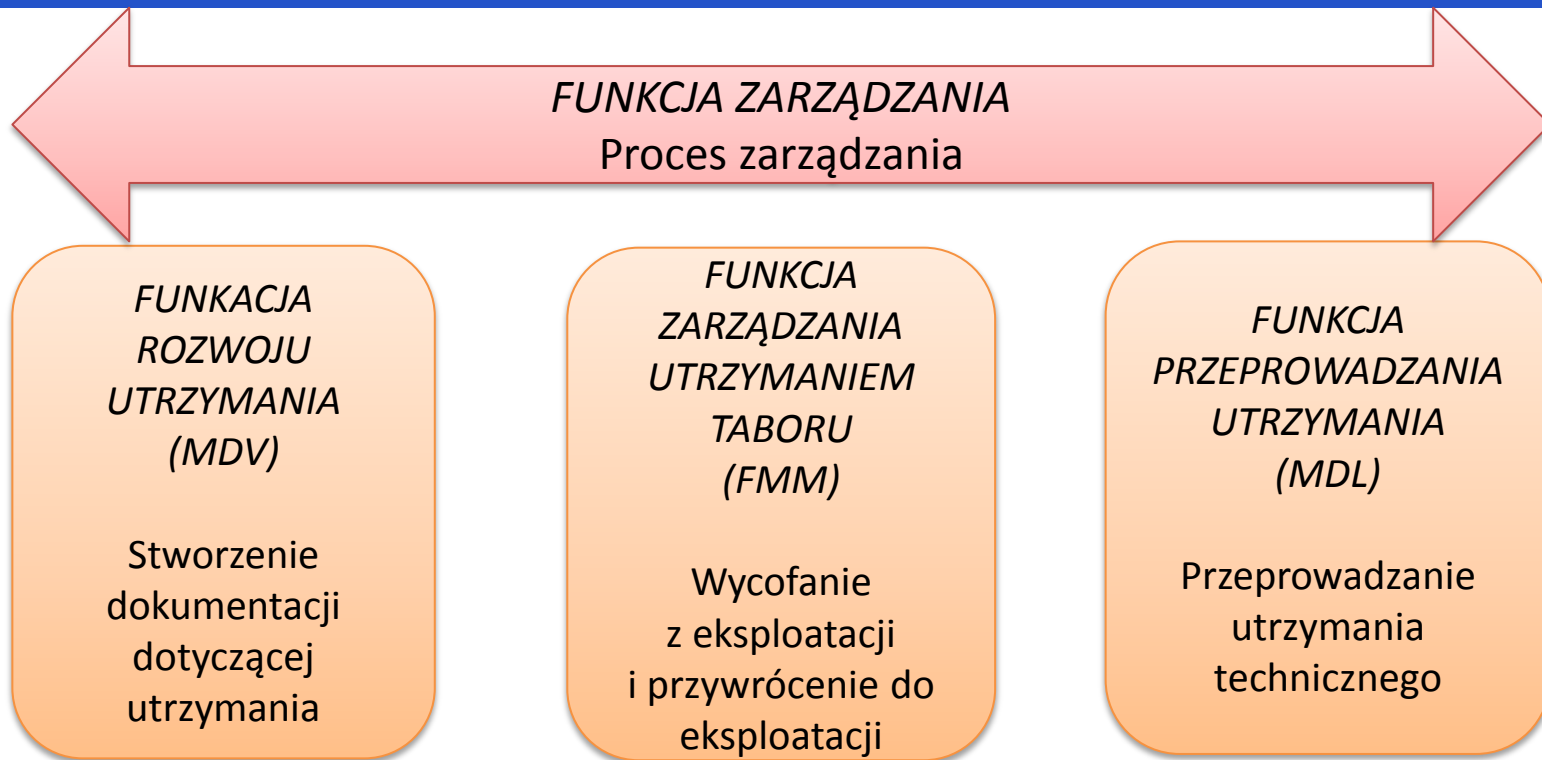 FUNKCJA ZARZĄDZANIA
Proces zarządzania
FUNKACJA
ROZWOJU
UTRZYMANIA
(MDV)
Stworzenie
dokumentacji
dotyczącej
utrzymania
FUNKCJA
ZARZĄDZANIA
UTRZYMANIEM
TABORU
(FMM)
Wycofanie
z eksploatacji
i przywrócenie do
eksploatacji
FUNKCJA
PRZEPROWADZANIA
UTRZYMANIA
(MDL)
Przeprowadzanie
utrzymania
technicznego